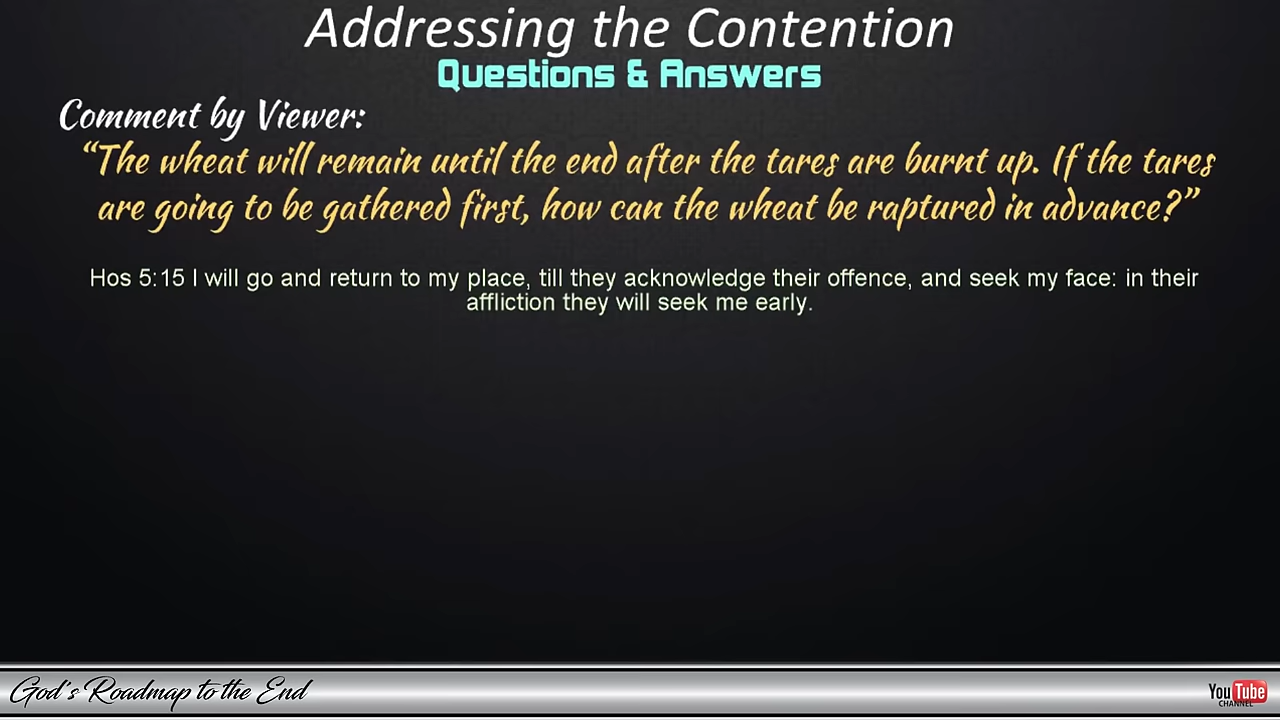 Addressing the Contention
Questions & Answers
Comment by Viewer:
“The wheat will remain until the end after the tares are burnt up. If the tares
are going to be gathered first, how can the wheat be raptured in advance?”
Hos 5:15 I will go and return to my place, till they acknowledge their offence, and seek my face: in their
affliction they will seek me early.
God's Roadmap to the End
YouTube
CHANNEL